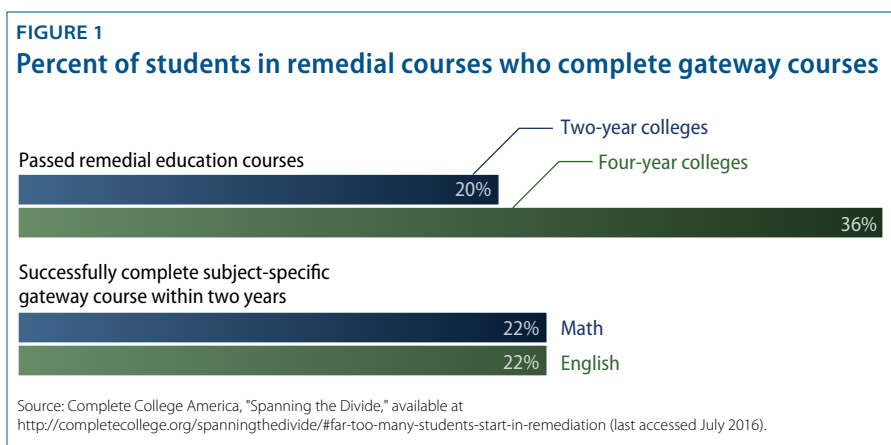 FIGURE 1
Percent of students in remedial courses who complete gateway courses
Two-year colleges
Passed remedial education courses
Four-year colleges
20%
36%
Successfully complete subject-specific
gateway course within two years
22% Math
22% English
Source: Complete College America, "Spanning the Divide," available at
http://completecollege.org/spanningthedivide/#far-too-many-students-start-in-remediation (last accessed July 2016).